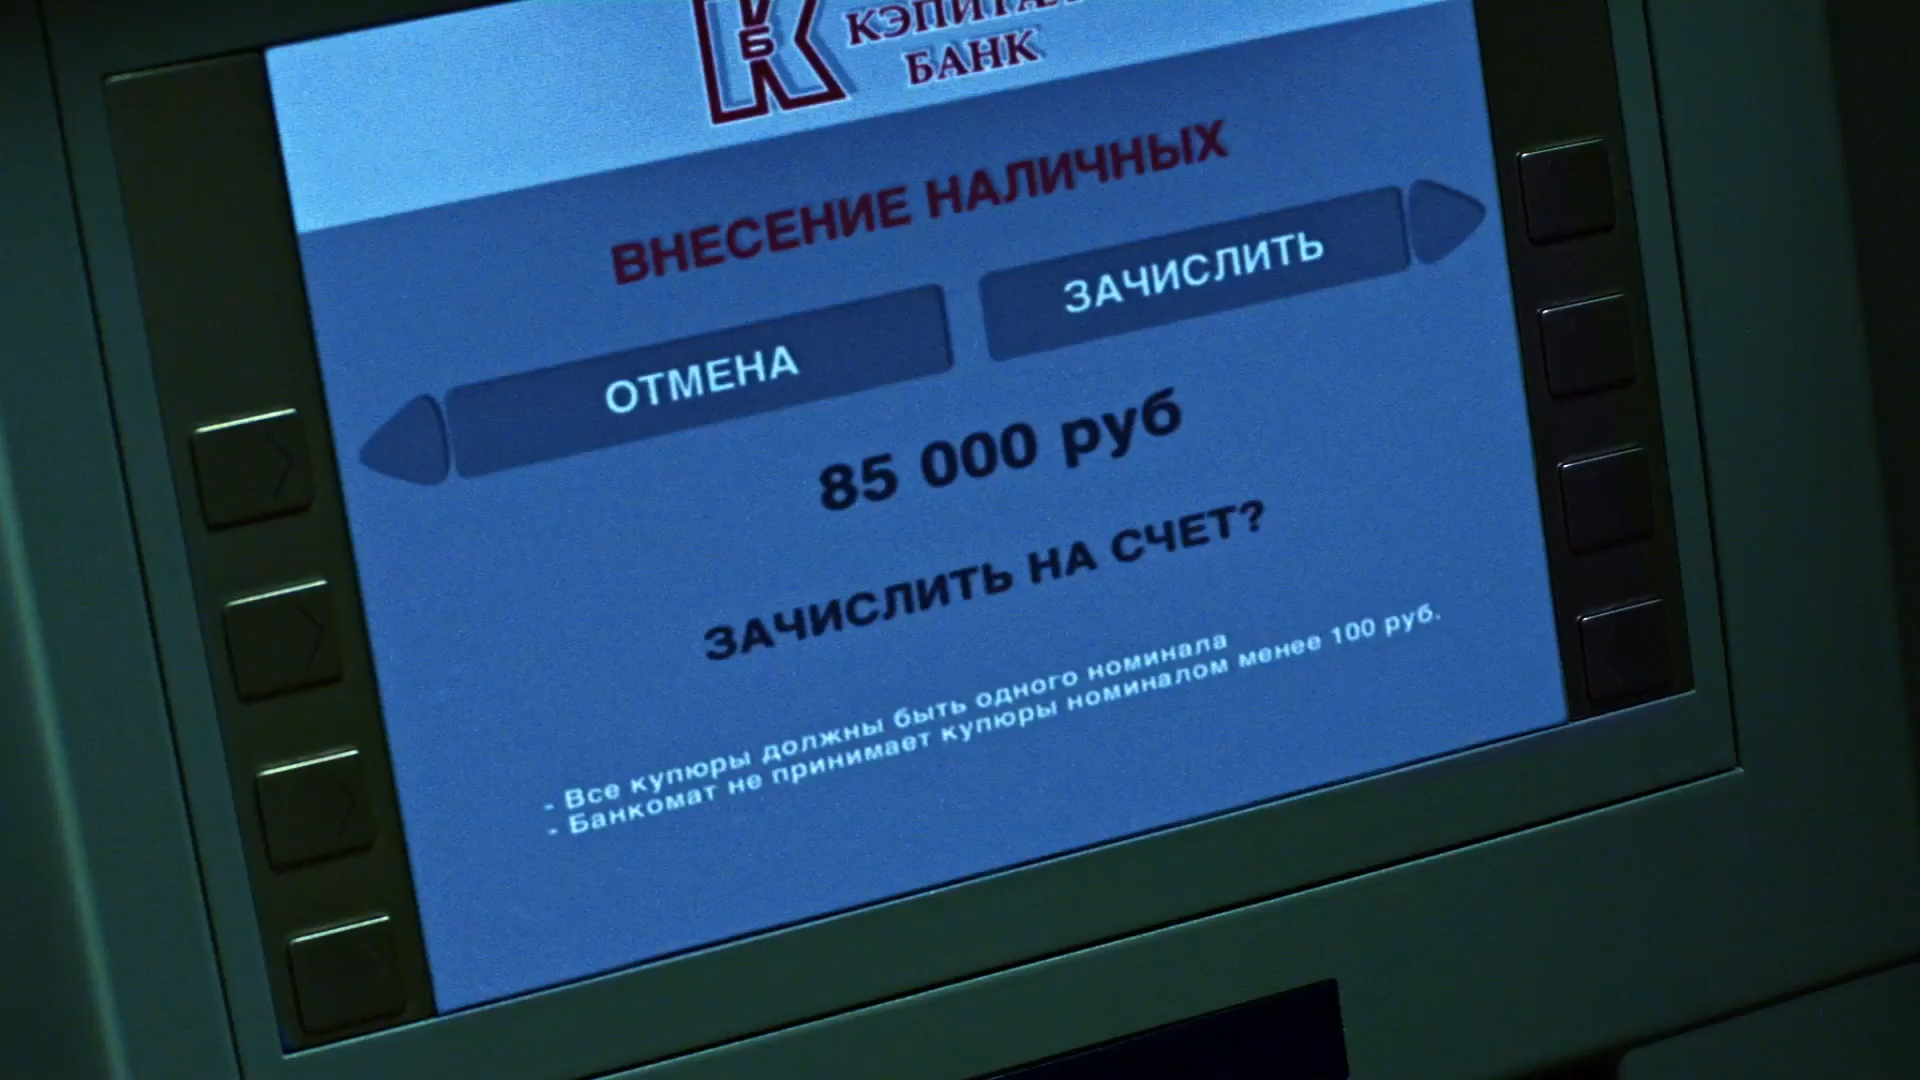 КЭПИТАЛ
БАНК
ВНЕСЕНИЕ НАЛИЧНЫХ
ЗАЧИСЛИТЬ
ОТМЕНА
85 000 руб
ЗАЧИСЛИТЬ НА СЧЕТ?
- Все купюры должны быть одного номинала
- Банкомат не принимает купюры номиналом менее 100 руб.